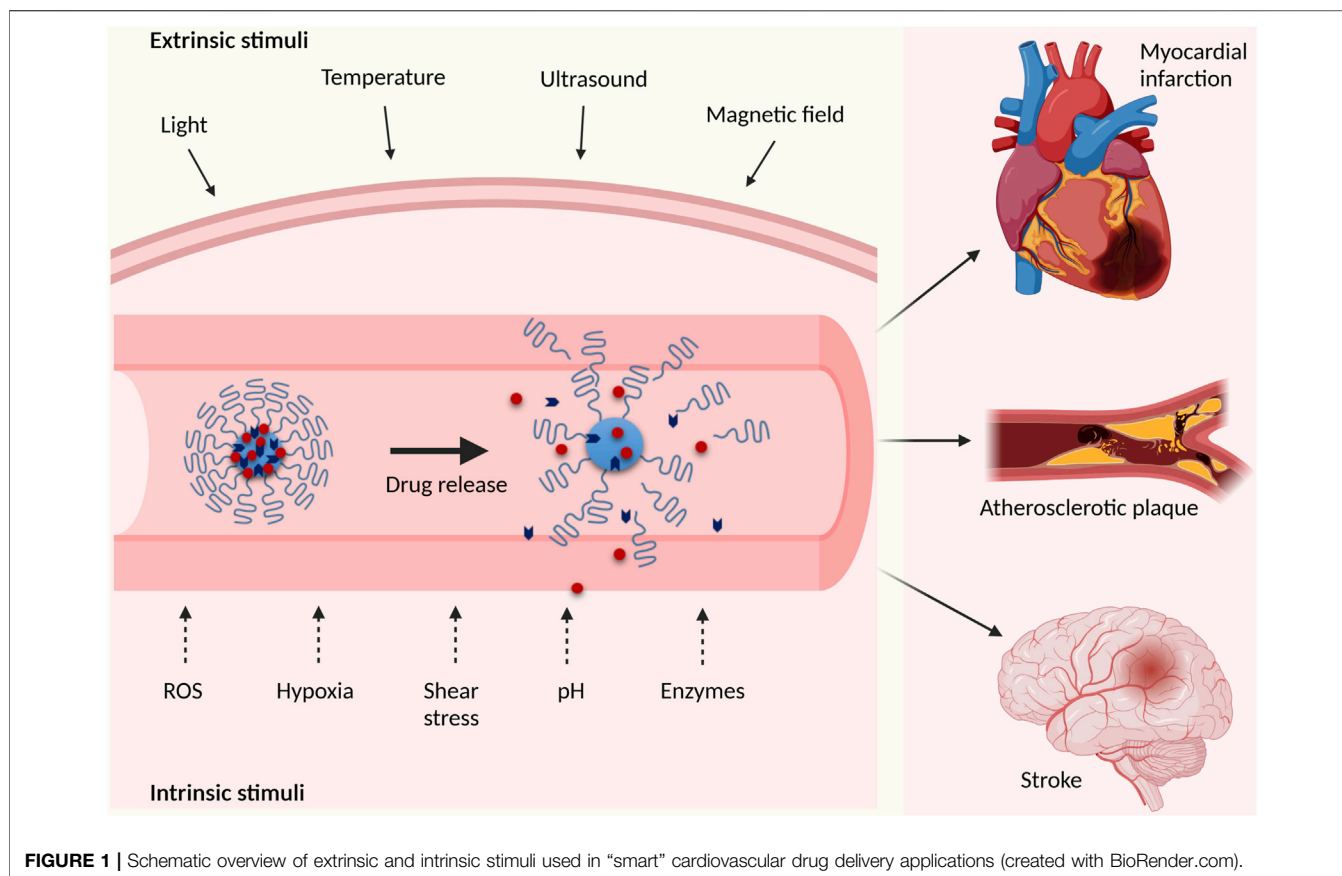 Extrinsic stimuli
Temperature
Ultrasound
Light
Magnetic field
Myocardial
infarction
Drug release
Atherosclerotic plaque
ROS
Hypoxia
Shear
stress
pH
Enzymes
Stroke
Intrinsic stimuli
FIGURE 1 | Schematic overview of extrinsic and intrinsic stimuli used in “smart” cardiovascular drug delivery applications (created with BioRender.com).